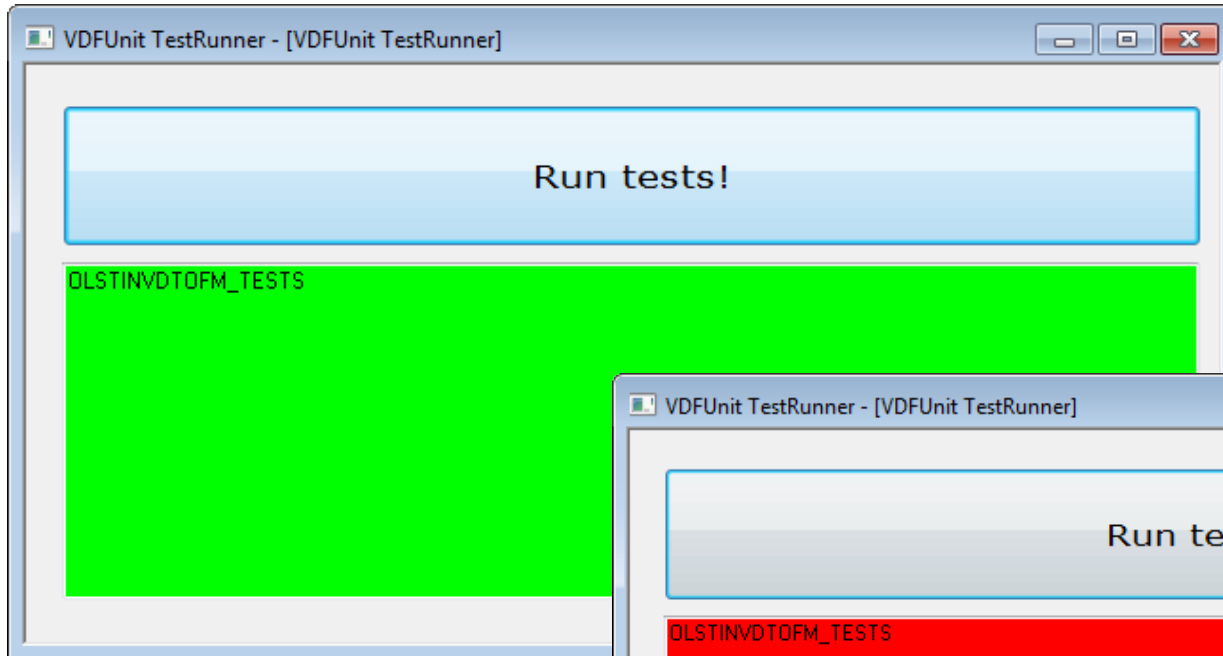 VDFUnit TestRunner - [VDFUnit TestRunner]
Run tests!
OLSTINVDTOFM_TESTS
VDFUnit TestRunner - [VDFUnit TestRunner]
Run te
OLSTINVDTOFM_TESTS